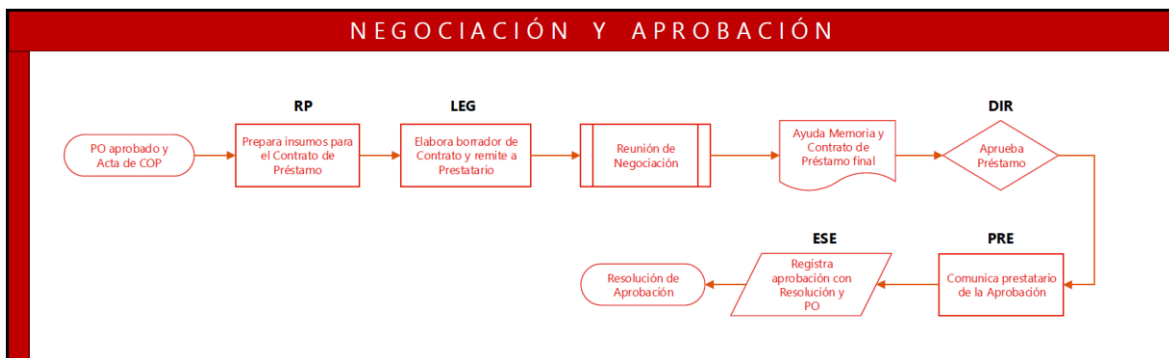 NEGOCIACIÓN Y APROBACIÓN
RP
LEG
DIR
PO aprobado y
Acta de COP
Prepara insumos para
el Contrato de
Préstamo
Elabora borrador de
Contrato y remite a
Prestatario
Reunión de
Negociación
Ayuda Memoria y
Contrato de
Préstamo final
Aprueba
Préstamo
ESE
PRE
Resolución de
Aprobación
Registra
aprobación con
Resolución y
PO
Comunica prestatario
de la Aprobación